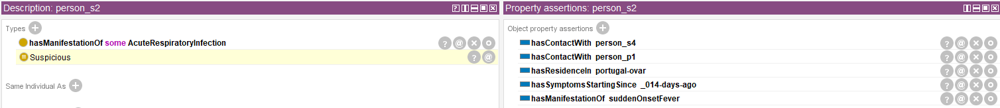 Description: person_s2
Types
hasManifestationOf some AcuteRespiratoryInfection
Suspicious
Same Individual As
Property assertions: person_s2
Object property assertions
hasContactWith person_s4
hasContactWith person_p1
hasResidenceIn portugal-ovar
hasSymptomsStartingSince _014-days-ago
hasManifestationOf suddenOnsetFever